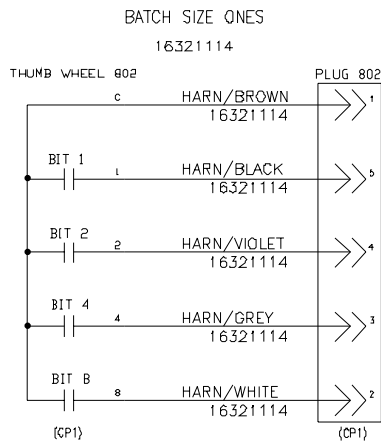 BATCH SIZE ONES
16321114
THUMB WHEEL 802
PLUG 802
C
HARN/BROWN
16321114
1
BIT 1
1
HARN/BLACK
16321114
5
BIT 2
2
HARN/VIOLET
16321114
4
BIT 4
4
HARN/GREY
16321114
3
BIT 8
8
HARN/WHITE
16321114
2
(CP1)
(CP1)